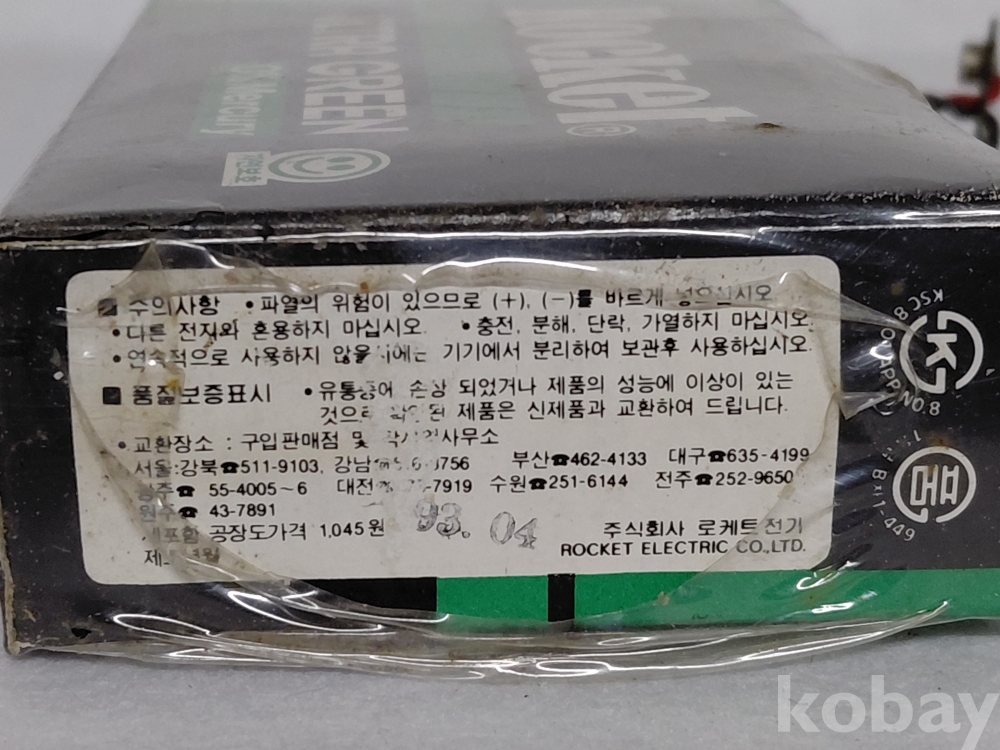 Rocket®
ULTRA
GREEN
0% Mercury
환경보호
■ 수의사항 • 파열의 위험이 있으므로 (+), (−)를 바르게 넣으십시오
• 다른 전지와 혼용하지 마십시오. • 충전, 분해, 단락, 가열하지 마십시오.
• 연속적으로 사용하지 않을 기기에서 분리하여 보관후 사용하십시오.
■ 품질보증표시 • 유통중에 손상 되었거나 제품의 성능에 이상이 있는
것으로 제품은 신제품과 교환하여 드립니다.
• 교환장소 : 구입판매점 및
서울:강북☎511-9103, 강남☎ 부산☎462-4133 대구☎635-4199
☎ 55-4005~6 대전☎ -7919 수원☎251-6144 전주☎252-9650
원주☎ 43-7891
공장도가격 1,045원 93. 04 주식회사 로케트전기
ROCKET ELECTRIC CO.,LTD.
KSC8
품
kobay